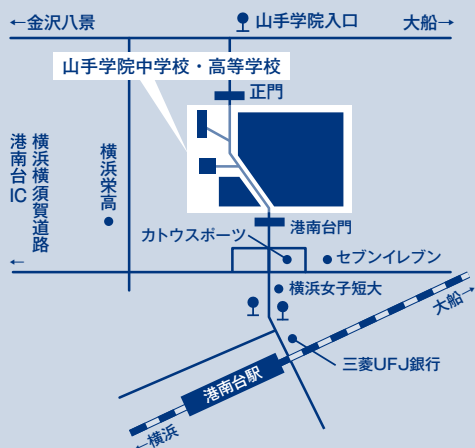 ←金沢八景
山手学院入口
大船→
山手学院中学校・高等学校
正門
横浜横須賀道路
港南台IC
←
横浜栄高
港南台門
カトウスポーツ
セブンイレブン
横浜女子短大
大船→
三菱UFJ銀行
港南台駅
←横浜